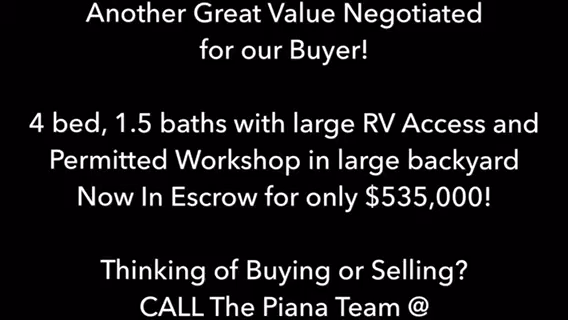 Another Great Value Negotiated
for our Buyer!
4 bed, 1.5 baths with large RV Access and
Permitted Workshop in large backyard
Now In Escrow for only $535,000!
Thinking of Buying or Selling?
CALL The Piana Team @